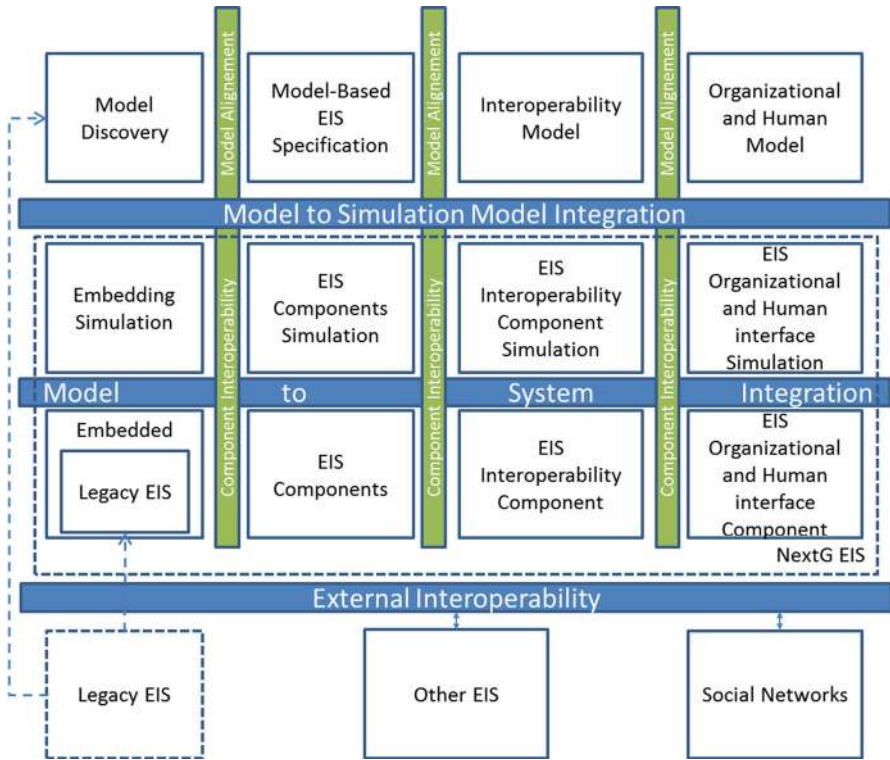 Model
Discovery
Model Alignement
Model-Based
EIS
Specification
Model Alignement
Interoperability
Model
Model Alignement
Organizational
and Human
Model
Model to Simulation Model Integration
Embedding
Simulation
Component Interoperability
EIS
Components
Simulation
Component Interoperability
EIS
Interoperability
Component
Simulation
Component Interoperability
EIS
Organizational
and Human
interface
Simulation
Model to System Integration
Embedded
Legacy EIS
EIS
Components
EIS
Interoperability
Component
EIS
Organizational
and Human
interface
Component
NextG EIS
External Interoperability
Legacy EIS
Other EIS
Social Networks